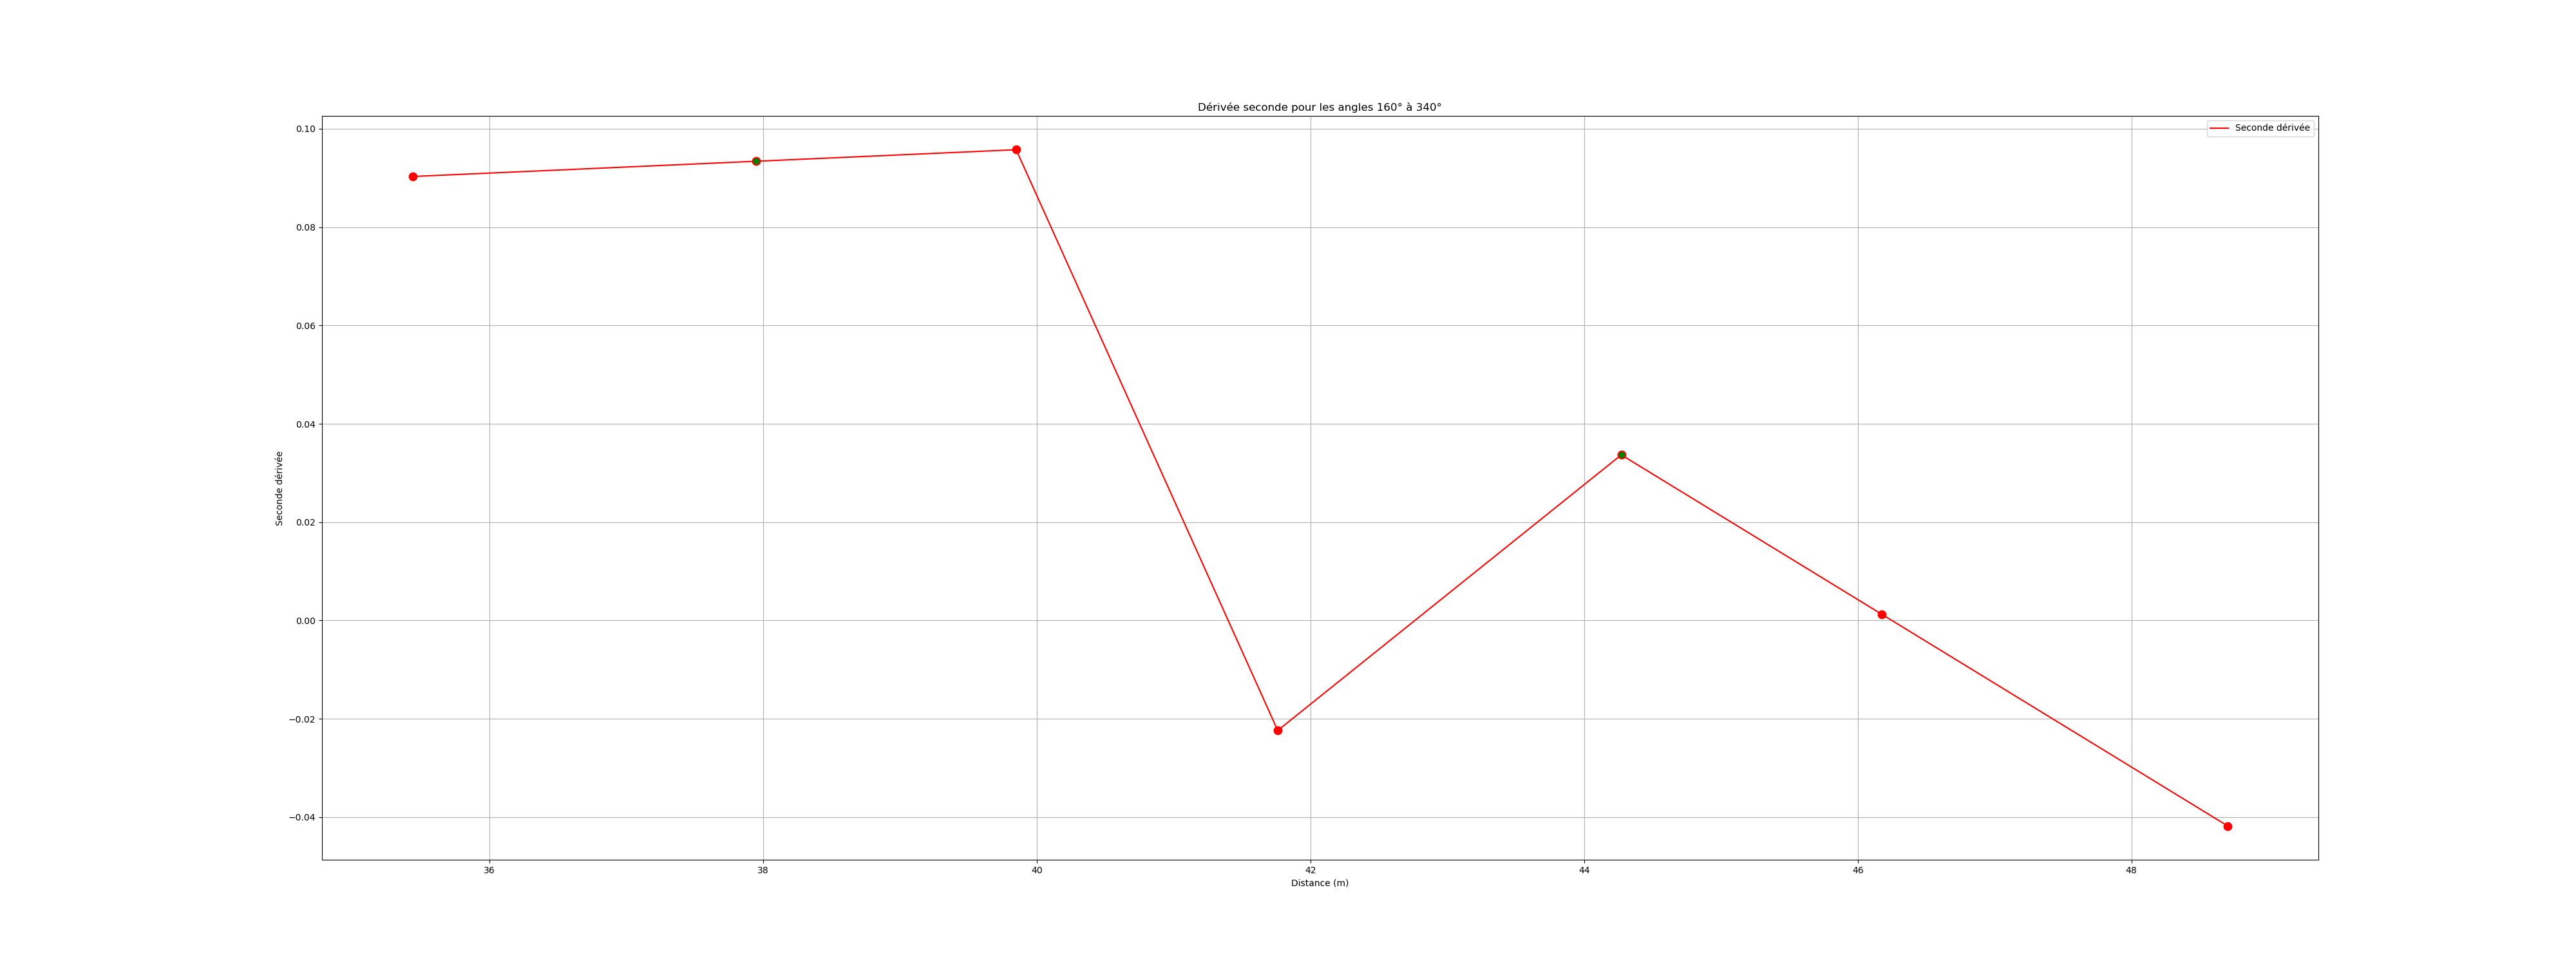 Dérivée seconde pour les angles 160° à 340°
Seconde dérivée
0.10
0.08
0.06
0.04
0.02
0.00
−0.02
−0.04
Seconde dérivée
36 38 40 42 44 46 48
Distance (m)